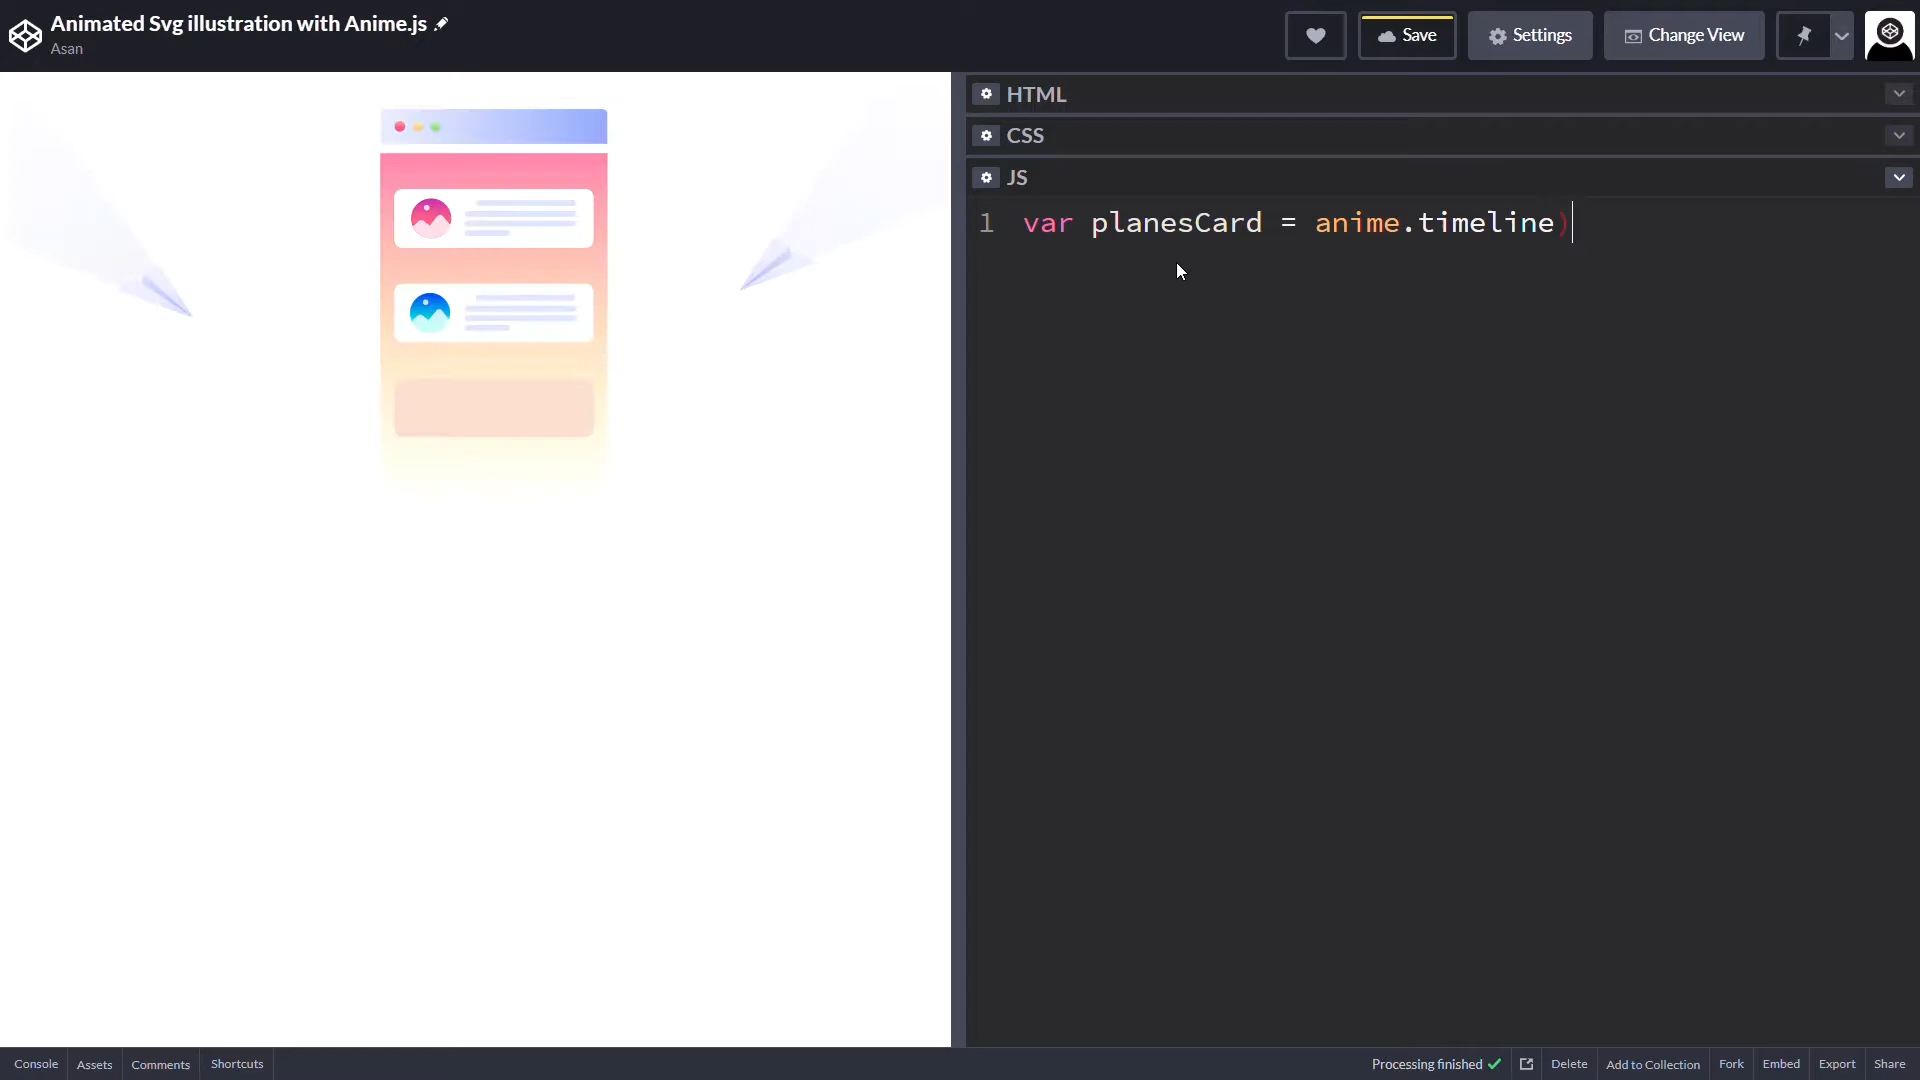 Animated Svg illustration with Anime.js
Asan
Save
Settings
Change View
HTML
CSS
JS
1 var planesCard = anime.timeline)
Console Assets Comments Shortcuts Processing finished Delete Add to Collection Fork Embed Export Share